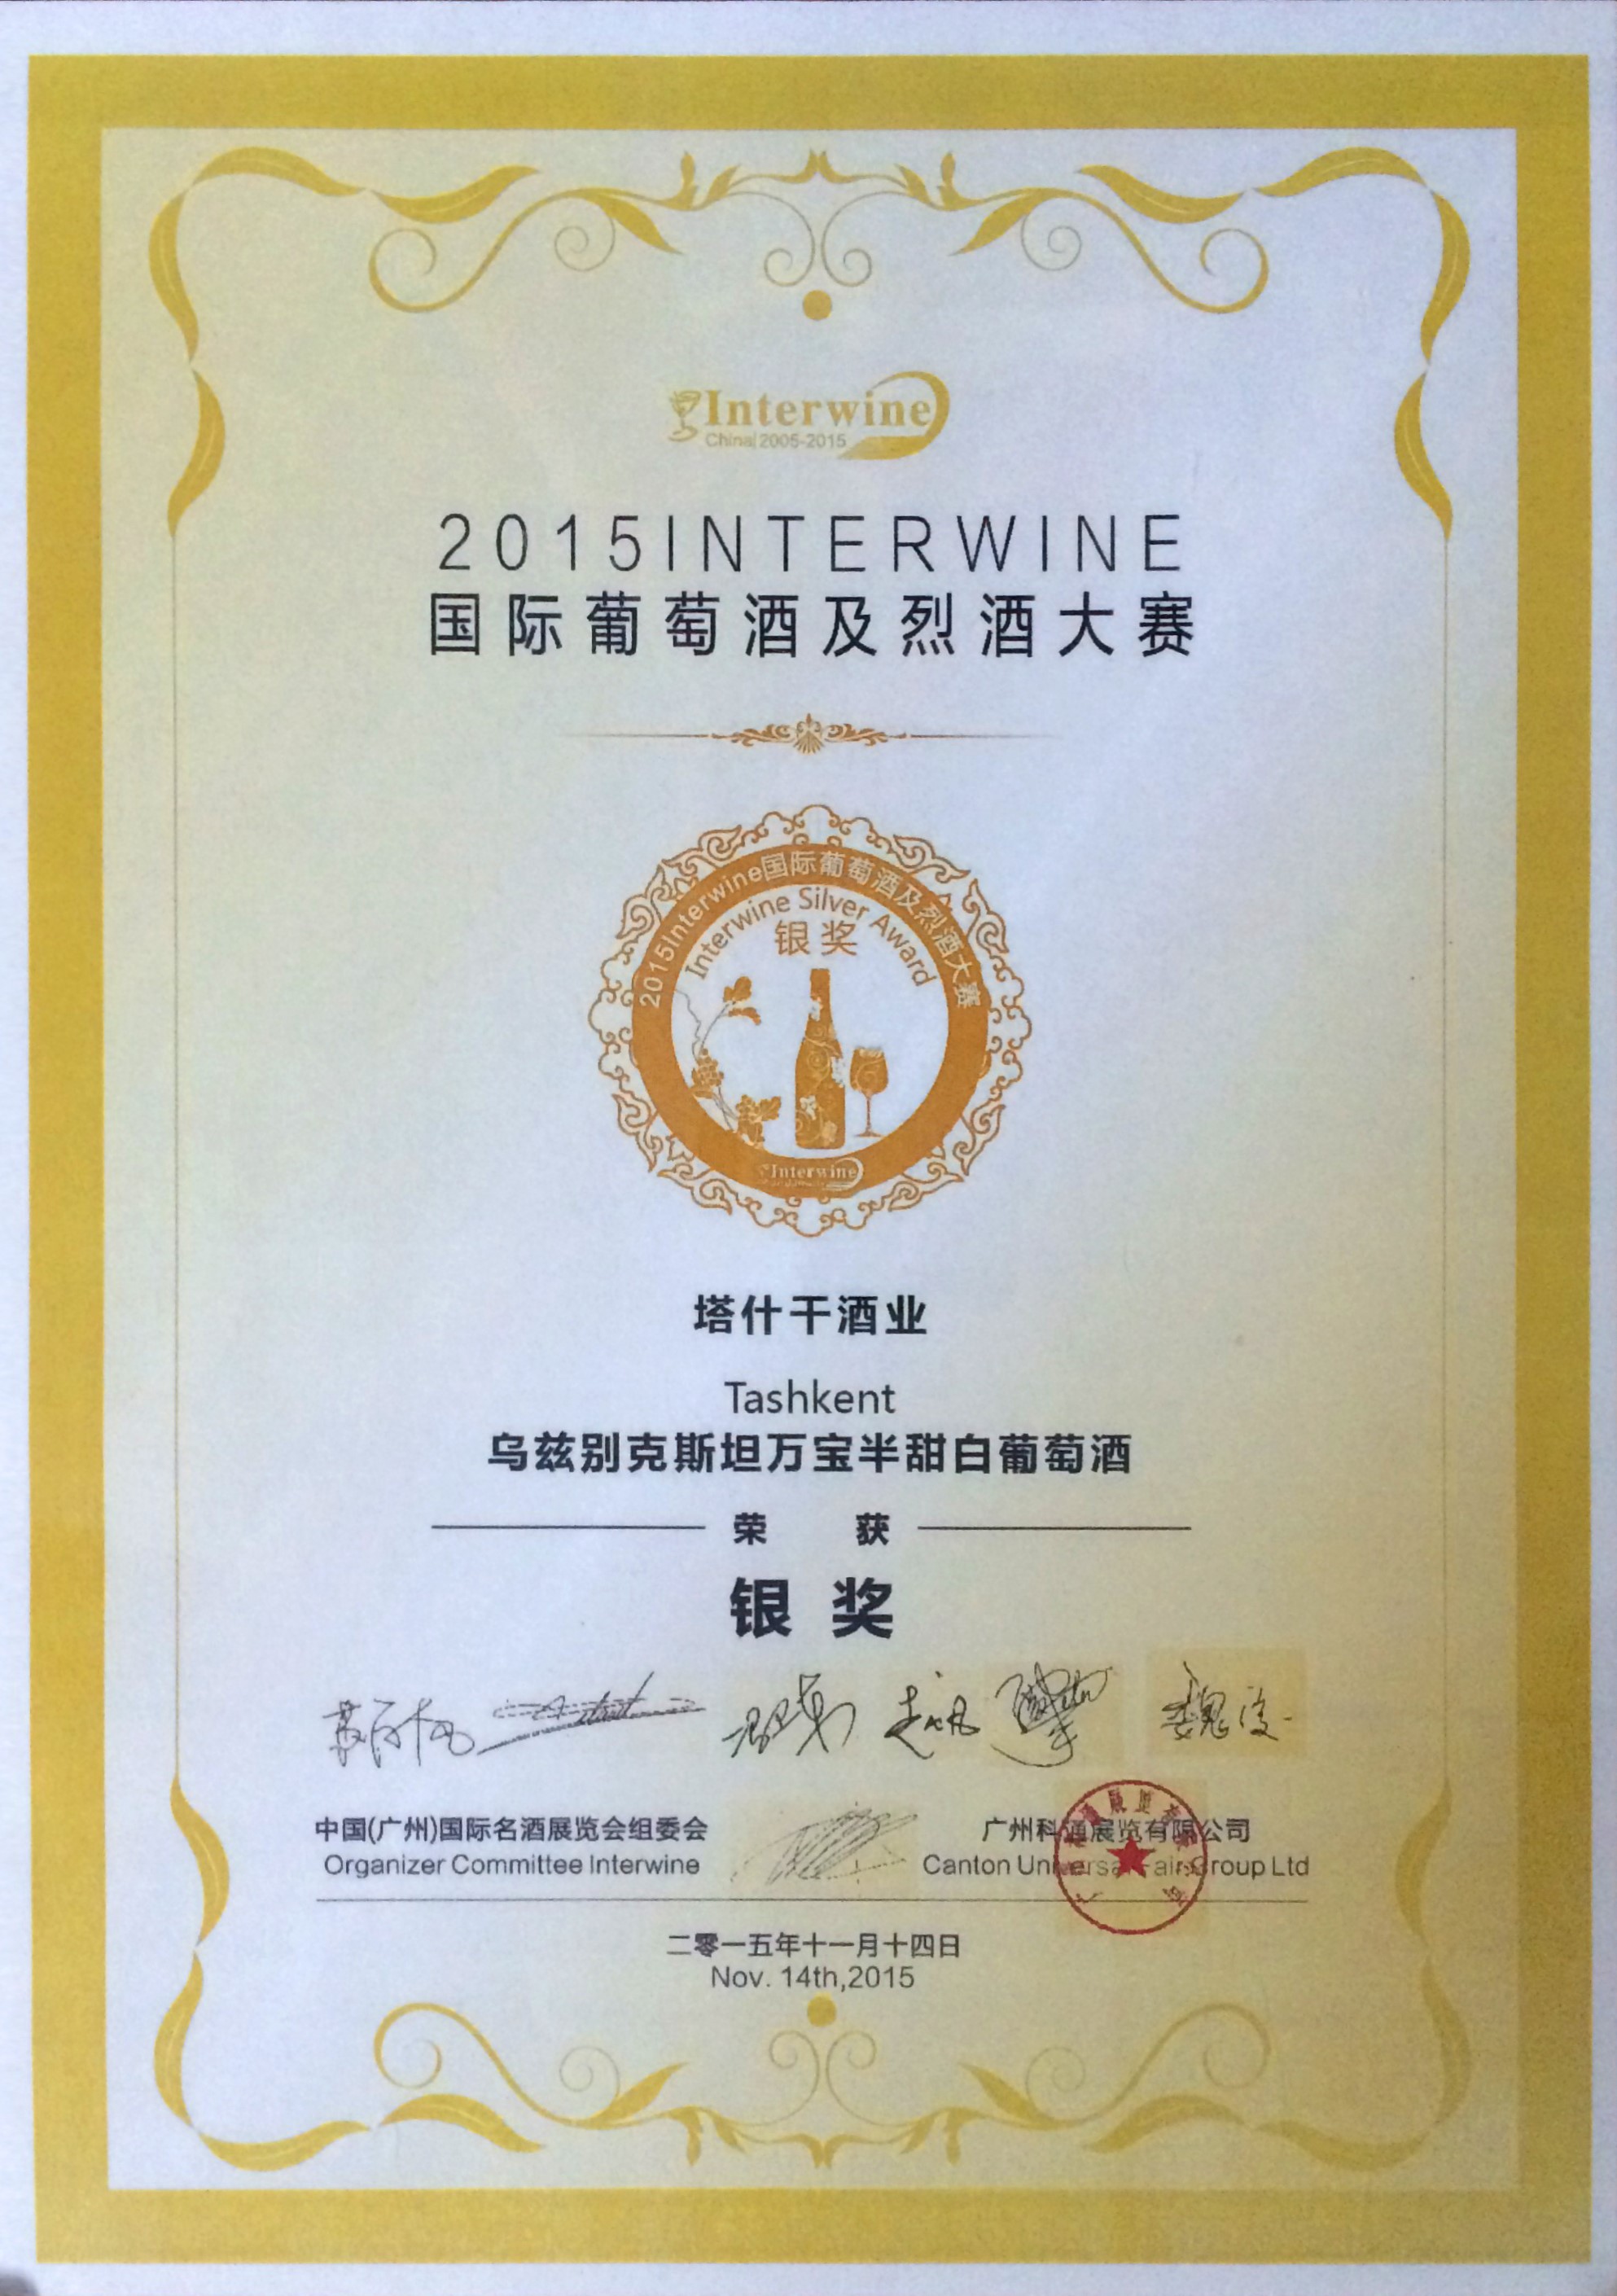 Interwine
China|2005-2015
2015INTERWINE
国际葡萄酒及烈酒大赛
2015Interwine国际葡萄酒及烈酒大赛
Interwine Silver Award
银奖
Interwine
塔什干酒业
Tashkent
乌兹别克斯坦万宝半甜白葡萄酒
荣 获
银 奖
中国(广州)国际名酒展览会组委会
Organizer Committee Interwine
广州科通展览有限公司
Canton Universal Fair Group Ltd
二零一五年十一月十四日
Nov. 14th,2015